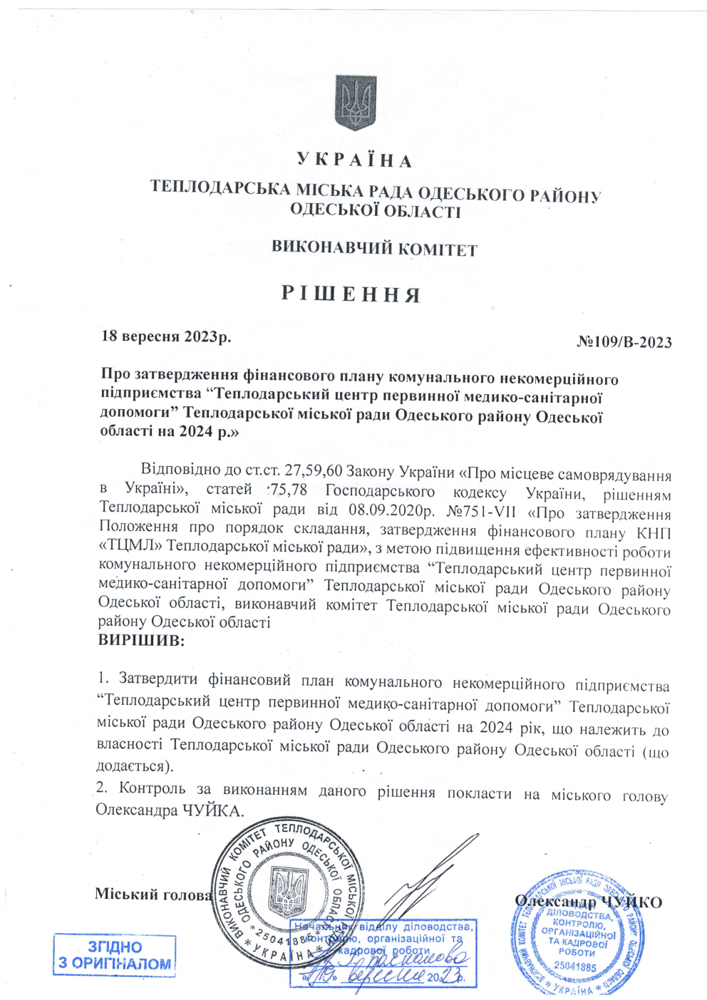 УКРАЇНА
ТЕПЛОДАРСЬКА МІСЬКА РАДА ОДЕСЬКОГО РАЙОНУ
ОДЕСЬКОЇ ОБЛАСТІ
ВИКОНАВЧИЙ КОМІТЕТ
РІШЕННЯ
18 вересня 2023р. №109/В-2023
Про затвердження фінансового плану комунального некомерційного
підприємства “Теплодарський центр первинної медико-санітарної
допомоги” Теплодарської міської ради Одеського району Одеської
області на 2024 р.»
Відповідно до ст.ст. 27,59,60 Закону України «Про місцеве самоврядування
в Україні», статей 75,78 Господарського кодексу України, рішенням
Теплодарської міської ради від 08.09.2020р. №751-VII «Про затвердження
Положення про порядок складання, затвердження фінансового плану КНП
«ТЦМЛ» Теплодарської міської ради», з метою підвищення ефективності роботи
комунального некомерційного підприємства “Теплодарський центр первинної
медико-санітарної допомоги” Теплодарської міської ради Одеського району
Одеської області, виконавчий комітет Теплодарської міської ради Одеського
району Одеської області
ВИРІШИВ:
1. Затвердити фінансовий план комунального некомерційного підприємства
“Теплодарський центр первинної медико-санітарної допомоги” Теплодарської
міської ради Одеського району Одеської області на 2024 рік, що належить до
власності Теплодарської міської ради Одеського району Одеської області (що
додається).
2. Контроль за виконанням даного рішення покласти на міського голову
Олександра ЧУЙКА.
Міський голова Олександр ЧУЙКО
ВИКОНАВЧИЙ КОМІТЕТ ТЕПЛОДАРСЬКОЇ МІСЬКОЇ РАДИ
ОДЕСЬКОГО РАЙОНУ ОДЕСЬКОЇ ОБЛАСТІ
*25041885*
*УКРАЇНА*
Начальник відділу діловодства,
контролю, організаційної та
кадрової роботи
вересня 2023р.
ЗГІДНО
З ОРИГІНАЛОМ
ВИКОНАВЧИЙ КОМІТЕТ ТЕПЛОДАРСЬКОЇ МІСЬКОЇ РАДИ ОДЕСЬКОГО РАЙОНУ ОДЕСЬКОЇ ОБЛАСТІ
ДІЛОВОДСТВА,
КОНТРОЛЮ,
ОРГАНІЗАЦІЙНОЇ
ТА КАДРОВОЇ
РОБОТИ
25041885
* УКРАЇНА *